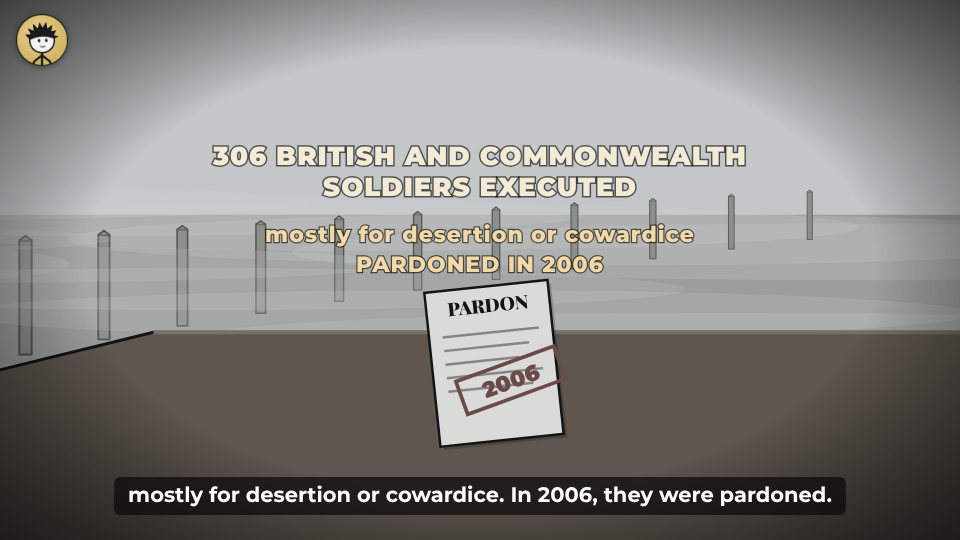 306 BRITISH AND COMMONWEALTH
SOLDIERS EXECUTED
mostly for desertion or cowardice
PARDONED IN 2006
PARDON
2006
mostly for desertion or cowardice. In 2006, they were pardoned.